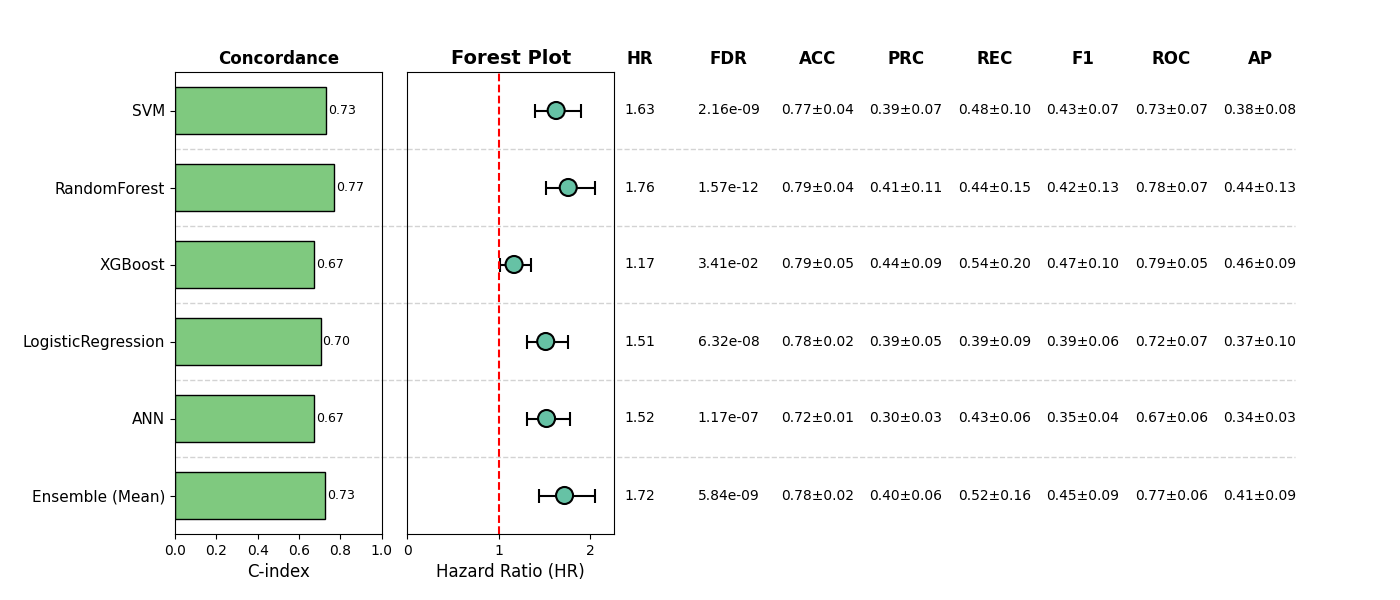 Concordance Forest Plot HR FDR ACC PRC REC F1 ROC AP
SVM 0.73 1.63 2.16e-09 0.77±0.04 0.39±0.07 0.48±0.10 0.43±0.07 0.73±0.07 0.38±0.08
RandomForest 0.77 1.76 1.57e-12 0.79±0.04 0.41±0.11 0.44±0.15 0.42±0.13 0.78±0.07 0.44±0.13
XGBoost 0.67 1.17 3.41e-02 0.79±0.05 0.44±0.09 0.54±0.20 0.47±0.10 0.79±0.05 0.46±0.09
LogisticRegression 0.70 1.51 6.32e-08 0.78±0.02 0.39±0.05 0.39±0.09 0.39±0.06 0.72±0.07 0.37±0.10
ANN 0.67 1.52 1.17e-07 0.72±0.01 0.30±0.03 0.43±0.06 0.35±0.04 0.67±0.06 0.34±0.03
Ensemble (Mean) 0.73 1.72 5.84e-09 0.78±0.02 0.40±0.06 0.52±0.16 0.45±0.09 0.77±0.06 0.41±0.09
0.0 0.2 0.4 0.6 0.8 1.0 0 1 2
C-index Hazard Ratio (HR)